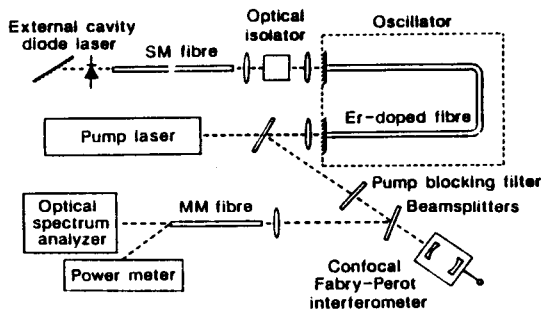 External cavity
diode laser
SM fibre
Optical
isolator
Oscillator
Er-doped fibre
Pump laser
Pump blocking filter
Beamsplitters
MM fibre
Optical
spectrum
analyzer
Power meter
Confocal
Fabry-Perot
interferometer